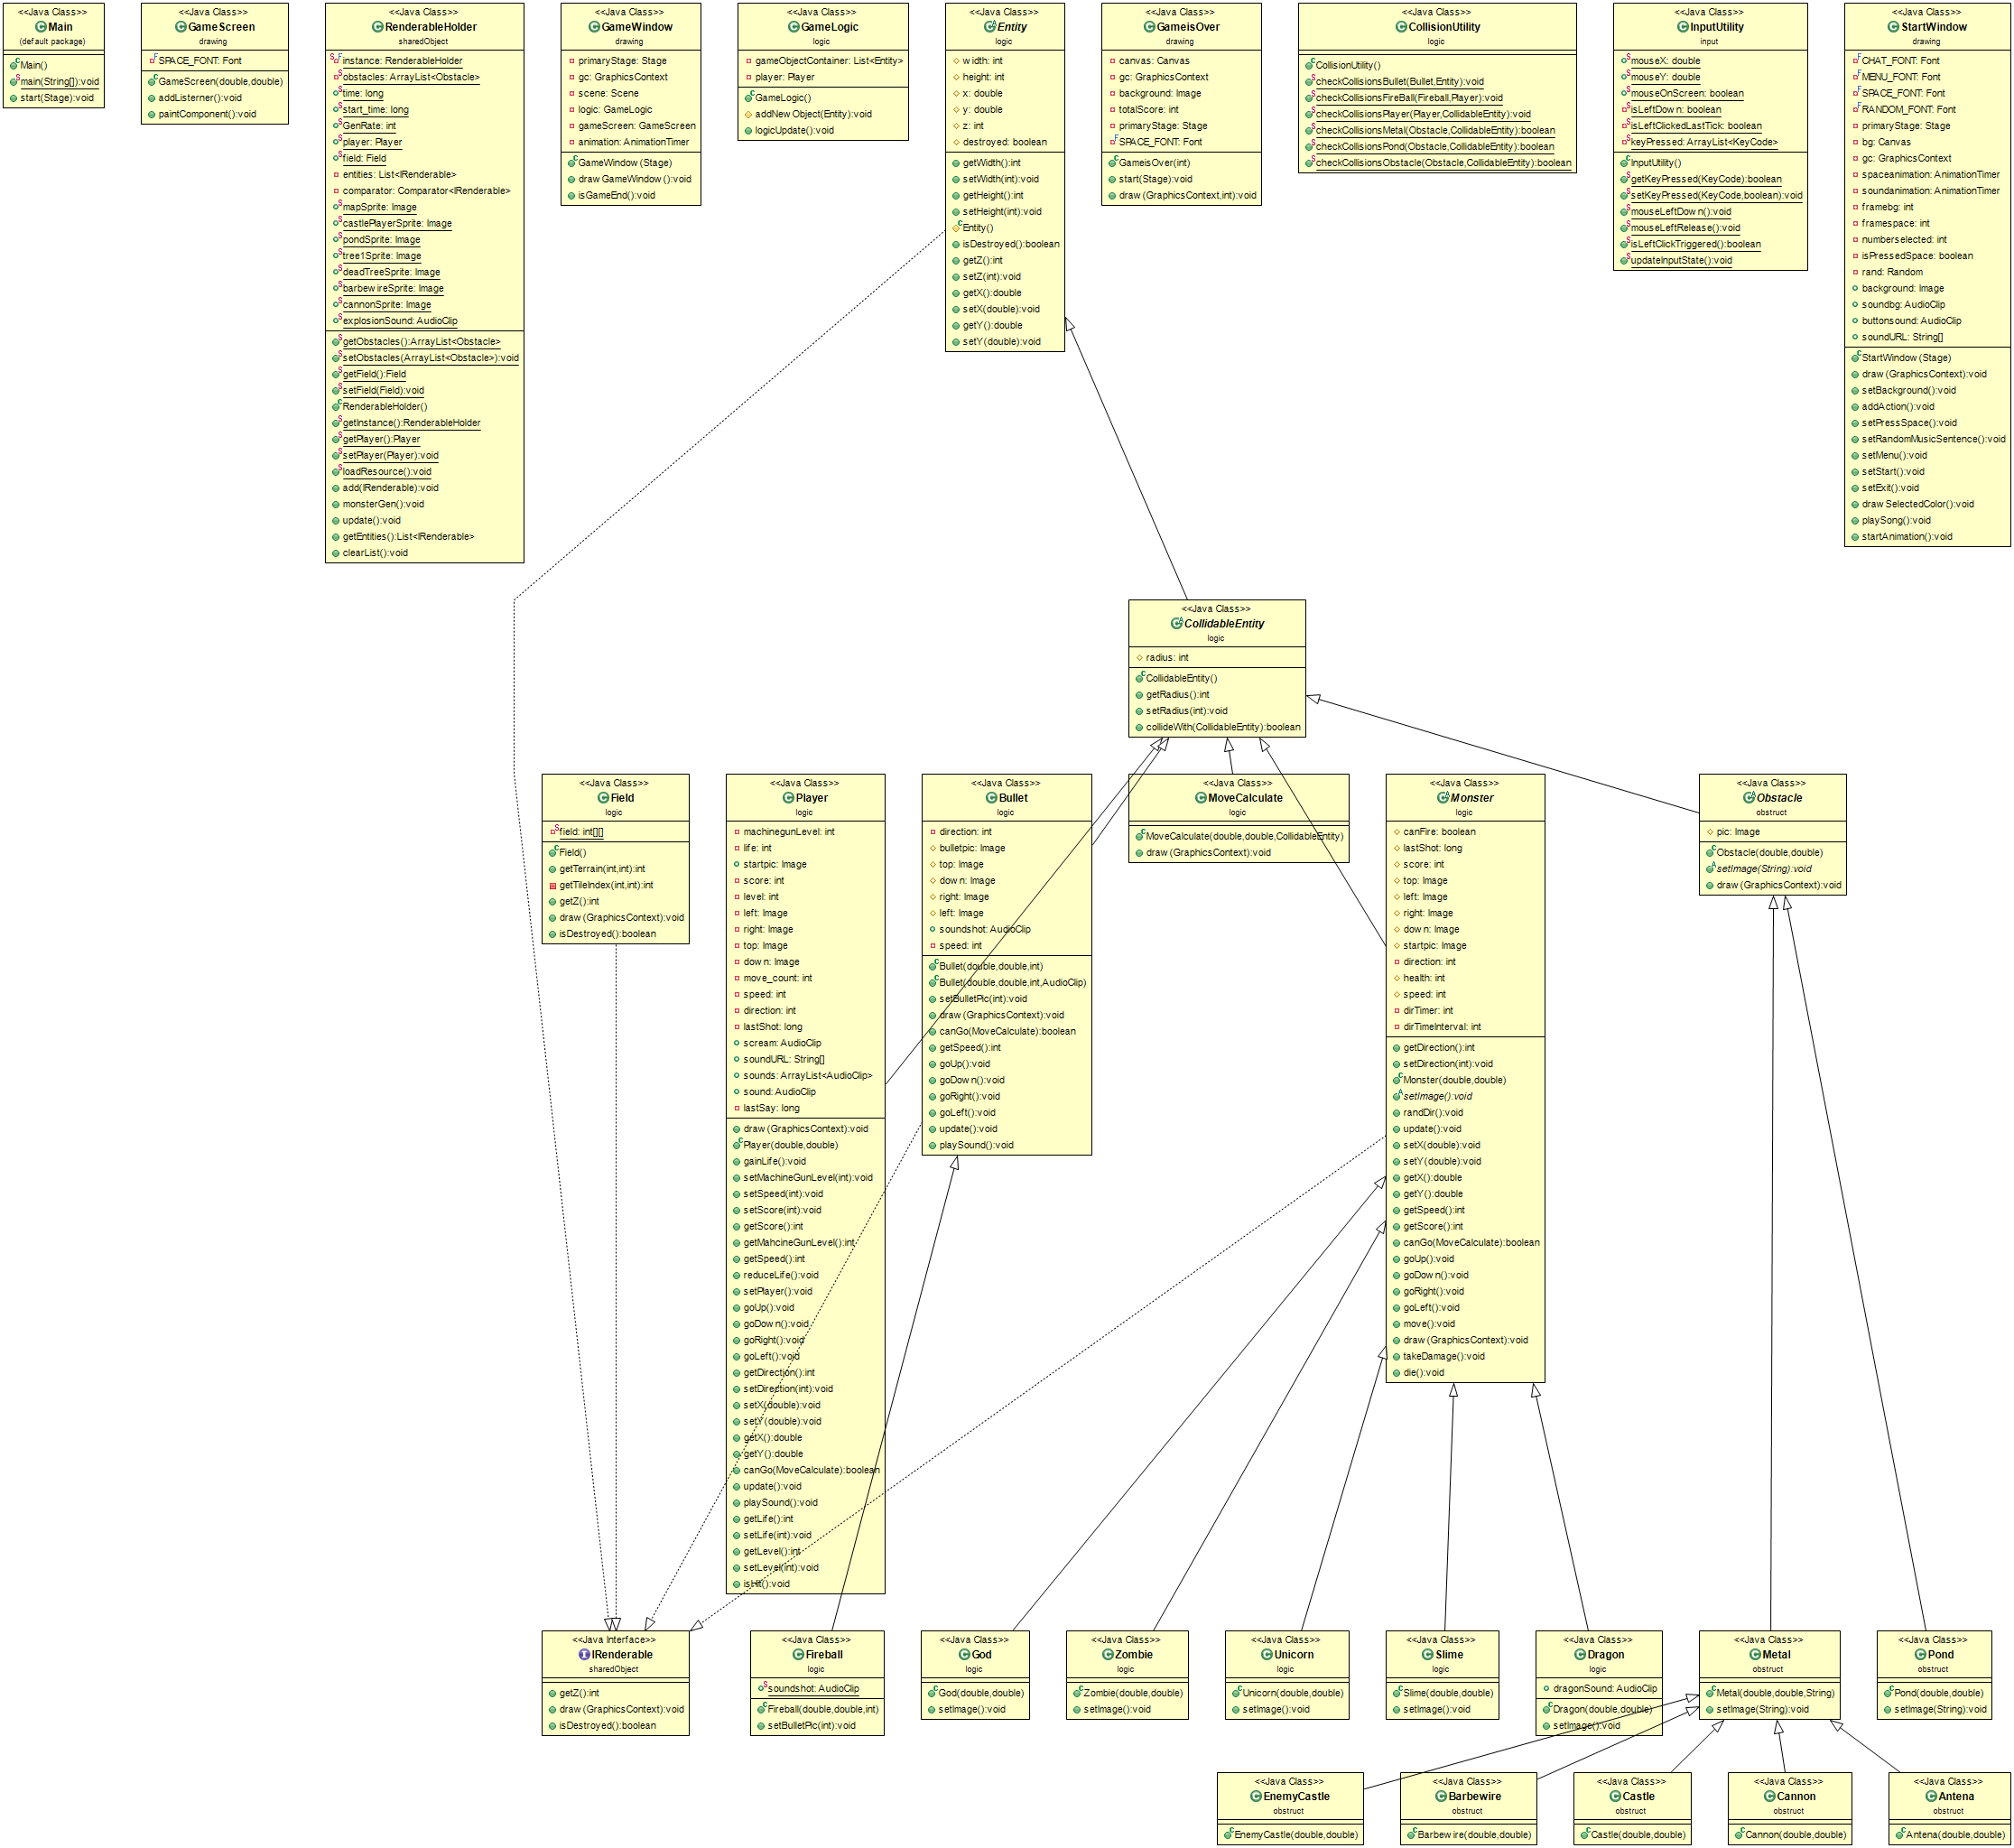 <<Java Class>>
Main
(default package)
Main()
main(String[]):void
start(Stage):void
<<Java Class>>
GameScreen
drawing
SPACE_FONT: Font
GameScreen(double,double)
addListerner():void
paintComponent():void
<<Java Class>>
RenderableHolder
sharedObject
instance: RenderableHolder
obstacles: ArrayList<Obstacle>
time: long
start_time: long
GenRate: int
player: Player
field: Field
entities: List<IRenderable>
comparator: Comparator<IRenderable>
mapSprite: Image
castlePlayerSprite: Image
pondSprite: Image
tree1Sprite: Image
deadTreeSprite: Image
barbewireSprite: Image
cannonSprite: Image
explosionSound: AudioClip
getObstacles():ArrayList<Obstacle>
setObstacles(ArrayList<Obstacle>):void
getField():Field
setField(Field):void
RenderableHolder()
getInstance():RenderableHolder
getPlayer():Player
setPlayer(Player):void
loadResource():void
add(IRenderable):void
monsterGen():void
update():void
getEntities():List<IRenderable>
clearList():void
<<Java Class>>
GameWindow
drawing
primaryStage: Stage
gc: GraphicsContext
scene: Scene
logic: GameLogic
gameScreen: GameScreen
animation: AnimationTimer
GameWindow(Stage)
drawGameWindow():void
isGameEnd():void
<<Java Class>>
GameLogic
logic
gameObjectContainer: List<Entity>
player: Player
GameLogic()
addNewObject(Entity):void
logicUpdate():void
<<Java Class>>
Entity
logic
width: int
height: int
x: double
y: double
z: int
destroyed: boolean
getWidth():int
setWidth(int):void
getHeight():int
setHeight(int):void
Entity()
isDestroyed():boolean
getZ():int
setZ(int):void
getX():double
setX(double):void
getY():double
setY(double):void
<<Java Class>>
GameisOver
drawing
canvas: Canvas
gc: GraphicsContext
background: Image
totalScore: int
primaryStage: Stage
SPACE_FONT: Font
GameisOver(int)
start(Stage):void
draw(GraphicsContext,int):void
<<Java Class>>
CollisionUtility
logic
CollisionUtility()
checkCollisionsBullet(Bullet,Entity):void
checkCollisionsFireBall(Fireball,Player):void
checkCollisionsPlayer(Player,CollidableEntity):void
checkCollisionsMetal(Obstacle,CollidableEntity):boolean
checkCollisionsPond(Obstacle,CollidableEntity):boolean
checkCollisionsObstacle(Obstacle,CollidableEntity):boolean
<<Java Class>>
InputUtility
input
mouseX: double
mouseY: double
mouseOnScreen: boolean
isLeftDown: boolean
isLeftClickedLastTick: boolean
keyPressed: ArrayList<KeyCode>
InputUtility()
getKeyPressed(KeyCode):boolean
setKeyPressed(KeyCode,boolean):void
mouseLeftDown():void
mouseLeftRelease():void
isLeftClickTriggered():boolean
updateInputState():void
<<Java Class>>
StartWindow
drawing
CHAT_FONT: Font
MENU_FONT: Font
SPACE_FONT: Font
RANDOM_FONT: Font
primaryStage: Stage
bg: Canvas
gc: GraphicsContext
spaceanimation: AnimationTimer
soundanimation: AnimationTimer
framebg: int
framespace: int
numberselected: int
isPressedSpace: boolean
rand: Random
background: Image
soundbg: AudioClip
buttonsound: AudioClip
soundURL: String[]
StartWindow(Stage)
draw(GraphicsContext):void
setBackground():void
addAction():void
setPressSpace():void
setRandomMusicSentence():void
setMenu():void
setStart():void
setExit():void
drawSelectedColor():void
playSong():void
startAnimation():void
<<Java Class>>
CollidableEntity
logic
radius: int
CollidableEntity()
getRadius():int
setRadius(int):void
collideWith(CollidableEntity):boolean
<<Java Class>>
Field
logic
field: int[][]
Field()
getTerrain(int,int):int
getTileIndex(int,int):int
getZ():int
draw(GraphicsContext):void
isDestroyed():boolean
<<Java Class>>
Player
logic
machinegunLevel: int
life: int
startpic: Image
score: int
level: int
left: Image
right: Image
top: Image
down: Image
move_count: int
speed: int
direction: int
lastShot: long
scream: AudioClip
soundURL: String[]
sounds: ArrayList<AudioClip>
sound: AudioClip
lastSay: long
draw(GraphicsContext):void
Player(double,double)
gainLife():void
setMachineGunLevel(int):void
setSpeed(int):void
setScore(int):void
getScore():int
getMahcineGunLevel():int
getSpeed():int
reduceLife():void
setPlayer():void
goUp():void
goDown():void
goRight():void
goLeft():void
getDirection():int
setDirection(int):void
setX(double):void
setY(double):void
getX():double
getY():double
canGo(MoveCalculate):boolean
update():void
playSound():void
getLife():int
setLife(int):void
getLevel():int
setLevel(int):void
isHit():void
<<Java Class>>
Bullet
logic
direction: int
bulletpic: Image
top: Image
down: Image
right: Image
left: Image
soundshot: AudioClip
speed: int
Bullet(double,double,int)
Bullet(double,double,int,AudioClip)
setBulletPic(int):void
draw(GraphicsContext):void
canGo(MoveCalculate):boolean
getSpeed():int
goUp():void
goDown():void
goRight():void
goLeft():void
update():void
playSound():void
<<Java Class>>
MoveCalculate
logic
MoveCalculate(double,double,CollidableEntity)
draw(GraphicsContext):void
<<Java Class>>
Monster
logic
canFire: boolean
lastShot: long
score: int
top: Image
left: Image
right: Image
down: Image
startpic: Image
direction: int
health: int
speed: int
dirTimer: int
dirTimeInterval: int
getDirection():int
setDirection(int):void
Monster(double,double)
setImage():void
randDir():void
update():void
setX(double):void
setY(double):void
getX():double
getY():double
getSpeed():int
getScore():int
canGo(MoveCalculate):boolean
goUp():void
goDown():void
goRight():void
goLeft():void
move():void
draw(GraphicsContext):void
takeDamage():void
die():void
<<Java Class>>
Obstacle
obstruct
pic: Image
Obstacle(double,double)
setImage(String):void
draw(GraphicsContext):void
<<Java Interface>>
IRenderable
sharedObject
getZ():int
draw(GraphicsContext):void
isDestroyed():boolean
<<Java Class>>
Fireball
logic
soundshot: AudioClip
Fireball(double,double,int)
setBulletPic(int):void
<<Java Class>>
God
logic
God(double,double)
setImage():void
<<Java Class>>
Zombie
logic
Zombie(double,double)
setImage():void
<<Java Class>>
Unicorn
logic
Unicorn(double,double)
setImage():void
<<Java Class>>
Slime
logic
Slime(double,double)
setImage():void
<<Java Class>>
Dragon
logic
dragonSound: AudioClip
Dragon(double,double)
setImage():void
<<Java Class>>
Metal
obstruct
Metal(double,double,String)
setImage(String):void
<<Java Class>>
Pond
obstruct
Pond(double,double)
setImage(String):void
<<Java Class>>
EnemyCastle
obstruct
EnemyCastle(double,double)
<<Java Class>>
Barbewire
obstruct
Barbewire(double,double)
<<Java Class>>
Castle
obstruct
Castle(double,double)
<<Java Class>>
Cannon
obstruct
Cannon(double,double)
<<Java Class>>
Antena
obstruct
Antena(double,double)